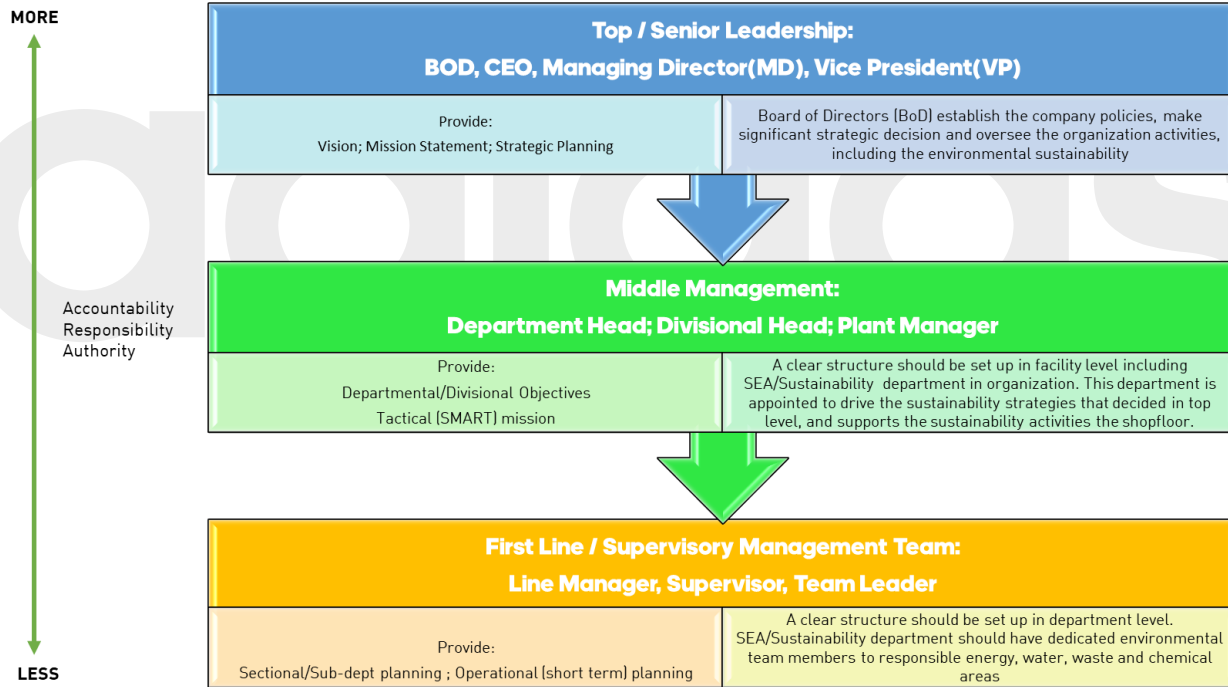 MORE
Top / Senior Leadership:
BOD, CEO, Managing Director(MD), Vice President(VP)
Provide:
Vision; Mission Statement; Strategic Planning
Board of Directors (BoD) establish the company policies, make
significant strategic decision and oversee the organization activities,
including the environmental sustainability
adidas
Accountability
Responsibility
Authority
Middle Management:
Department Head; Divisional Head; Plant Manager
Provide:
Departmental/Divisional Objectives
Tactical (SMART) mission
A clear structure should be set up in facility level including
SEA/Sustainability department in organization. This department is
appointed to drive the sustainability strategies that decided in top
level, and supports the sustainability activities the shopfloor.
First Line / Supervisory Management Team:
Line Manager, Supervisor, Team Leader
Provide:
Sectional/Sub-dept planning ; Operational (short term) planning
A clear structure should be set up in department level.
SEA/Sustainability department should have dedicated environmental
team members to responsible energy, water, waste and chemical
areas
LESS